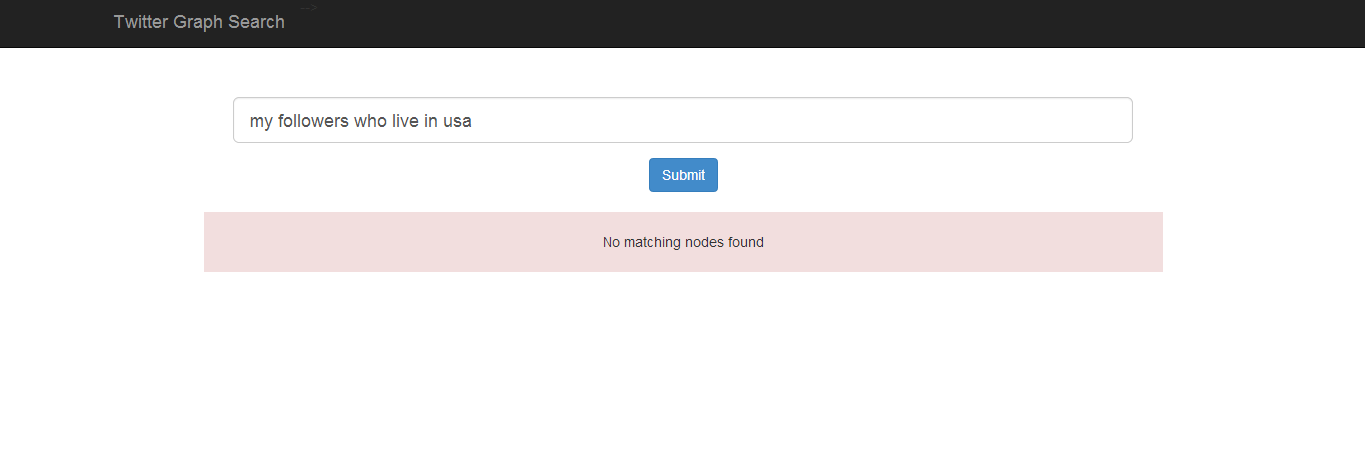 Twitter Graph Search -->
my followers who live in usa
Submit
No matching nodes found